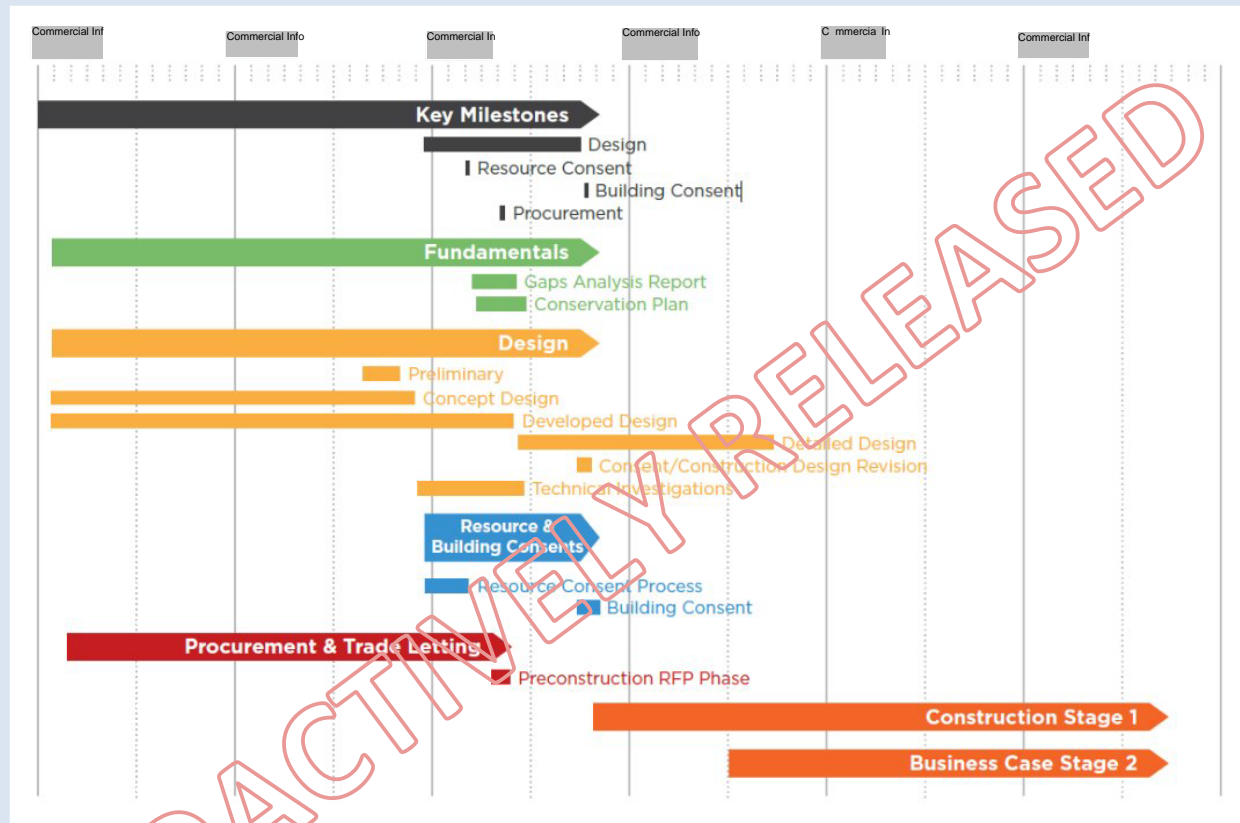 Commercial Inf
Commercial Info
Commercial In
Commercial Info
C mmercia In
Commercial Inf
Key Milestones
Design
Resource Consent
Building Consent
Procurement
Fundamentals
Gaps Analysis Report
Conservation Plan
Design
Preliminary
Concept Design
Developed Design
Detailed Design
Consent/Construction Design Revision
Technical Investigations
Resource &
Building Consents
Resource Consent Process
Building Consent
Procurement & Trade Letting
Preconstruction RFP Phase
Construction Stage 1
Business Case Stage 2
OACTIVELY RELEASED